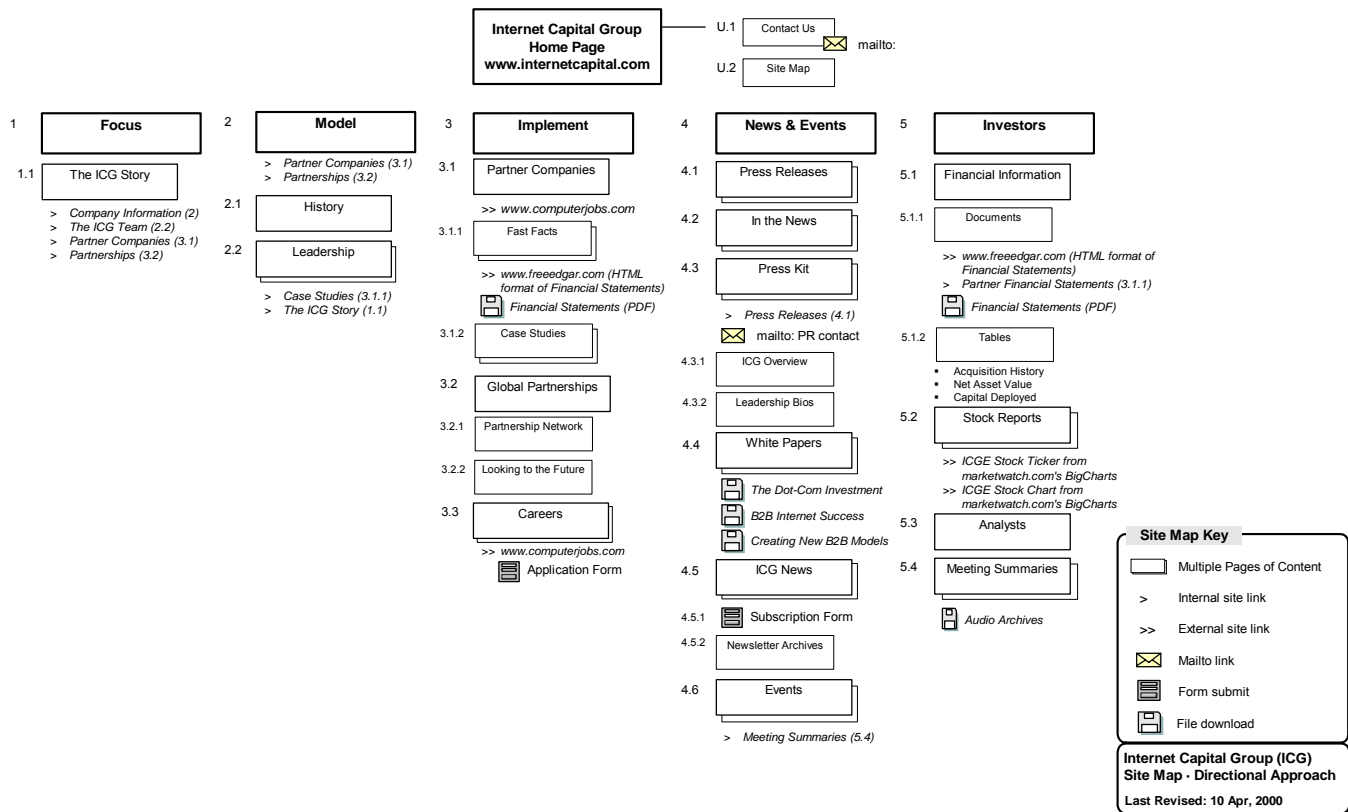 Internet Capital Group
Home Page
www.internetcapital.com
U.1 Contact Us
mailto:
U.2 Site Map
1 Focus
1.1 The ICG Story
> Company Information (2)
> The ICG Team (2.2)
> Partner Companies (3.1)
> Partnerships (3.2)
2 Model
> Partner Companies (3.1)
> Partnerships (3.2)
2.1 History
2.2 Leadership
> Case Studies (3.1.1)
> The ICG Story (1.1)
3 Implement
3.1 Partner Companies
>> www.computerjobs.com
3.1.1 Fast Facts
>> www.freeedgar.com (HTML
format of Financial Statements)
Financial Statements (PDF)
3.1.2 Case Studies
3.2 Global Partnerships
3.2.1 Partnership Network
3.2.2 Looking to the Future
3.3 Careers
>> www.computerjobs.com
Application Form
4 News & Events
4.1 Press Releases
4.2 In the News
4.3 Press Kit
> Press Releases (4.1)
mailto: PR contact
4.3.1 ICG Overview
4.3.2 Leadership Bios
4.4 White Papers
The Dot-Com Investment
B2B Internet Success
Creating New B2B Models
4.5 ICG News
4.5.1 Subscription Form
4.5.2 Newsletter Archives
4.6 Events
> Meeting Summaries (5.4)
5 Investors
5.1 Financial Information
5.1.1 Documents
>> www.freeedgar.com (HTML format of
Financial Statements)
> Partner Financial Statements (3.1.1)
Financial Statements (PDF)
5.1.2 Tables
▪ Acquisition History
▪ Net Asset Value
▪ Capital Deployed
5.2 Stock Reports
>> ICGE Stock Ticker from
marketwatch.com's BigCharts
>> ICGE Stock Chart from
marketwatch.com's BigCharts
5.3 Analysts
5.4 Meeting Summaries
Audio Archives
Site Map Key
Multiple Pages of Content
> Internal site link
>> External site link
Mailto link
Form submit
File download
Internet Capital Group (ICG)
Site Map - Directional Approach
Last Revised: 10 Apr, 2000